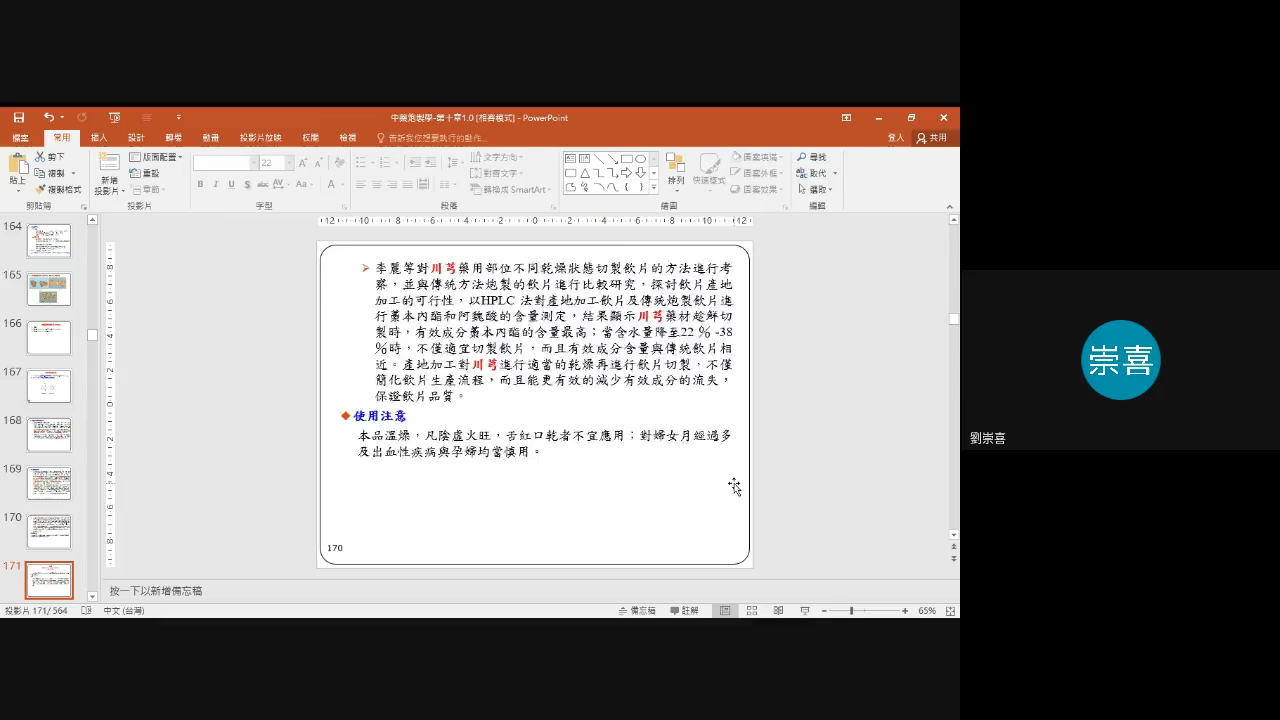 中藥炮製學-第十章1.0 [相容模式] - PowerPoint
檔案 常用 插入 設計 轉場 動畫 投影片放映 校閱 檢視 告訴我您想要執行的動作...
登入 共用
剪下
複製
複製格式
貼上
剪貼簿
新增
投影片
版面配置
重設
章節
投影片
22
B I U S abc AV Aa A
字型
文字方向
對齊文字
轉換成 SmartArt
段落
排列
快速樣式
圖案填滿
圖案外框
圖案效果
繪圖
尋找
取代
選取
編輯
164
165
166
167
168
169
170
171
李麗等對川芎藥用部位不同乾燥狀態切製飲片的方法進行考
察，並與傳統方法炮製的飲片進行比較研究，探討飲片產地
加工的可行性，以HPLC 法對產地加工飲片及傳統炮製飲片進
行藁本內酯和阿魏酸的含量測定，結果顯示川芎藥材趁鮮切
製時，有效成分藁本內酯的含量最高；當含水量降至22 % -38
%時，不僅適宜切製飲片，而且有效成分含量與傳統飲片相
近。產地加工對川芎進行適當的乾燥再進行飲片切製，不僅
簡化飲片生產流程，而且能更有效的減少有效成分的流失，
保證飲片品質。
使用注意
本品溫燥，凡陰虛火旺，舌紅口乾者不宜應用；對婦女月經過多
及出血性疾病與孕婦均當慎用。
170
按一下以新增備忘稿
投影片 171/ 564 中文 (台灣)
備忘稿 註解 65%
崇喜
劉崇喜